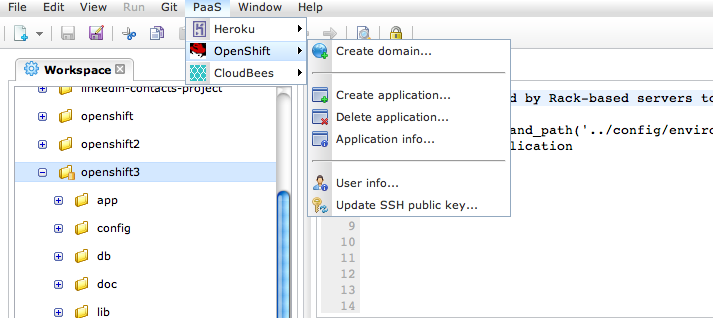 File Edit View Run Git PaaS Window Help
Heroku
OpenShift
CloudBees
Create domain...
Create application...
Delete application...
Application info...
User info...
Update SSH public key...
Workspace
linkedin-contacts-project
openshift
openshift2
openshift3
app
config
db
doc
lib
d by Rack-based servers to
and_path('../config/enviro
lication
9
10
11
12
13
14